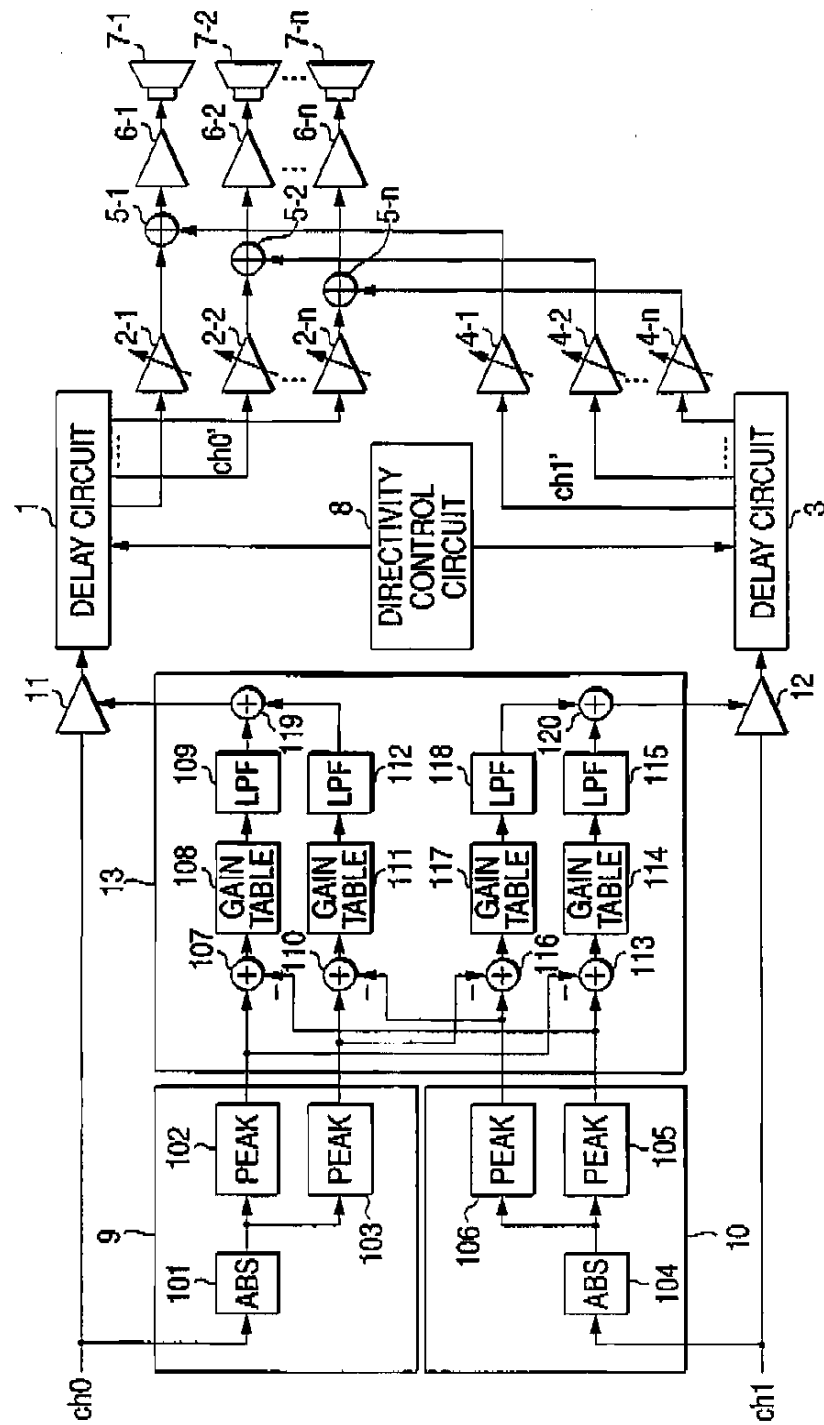 ch0
9
101
ABS
102
PEAK
PEAK
103
106
PEAK
PEAK
105
ABS
104
10
ch1
13
107
108
GAIN
TABLE
109
LPF
119
110
GAIN
TABLE
111
LPF
112
116
117
GAIN
TABLE
118
LPF
120
113
GAIN
TABLE
114
LPF
115
−
−
−
−
11
12
1
DELAY CIRCUIT
8
DIRECTIVITY
CONTROL
CIRCUIT
DELAY CIRCUIT
3
ch0'
ch1'
2-1
2-2
2-n
4-1
4-2
4-n
5-1
5-2
5-n
6-1
6-2
6-n
7-1
7-2
7-n